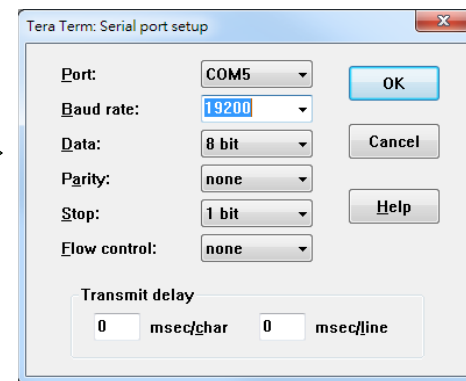 Tera Term: Serial port setup
Port: COM5
OK
Baud rate: 19200
Data: 8 bit
Cancel
Parity: none
Stop: 1 bit
Help
Flow control: none
Transmit delay
0 msec/char 0 msec/line